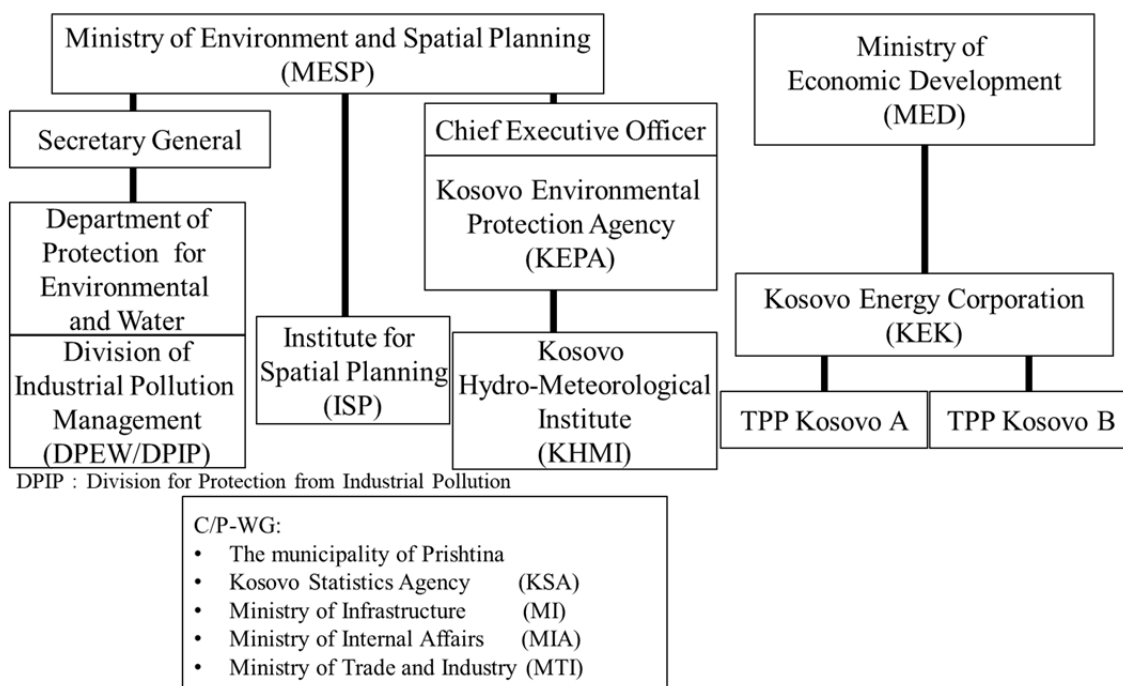 Ministry of Environment and Spatial Planning
(MESP)
Secretary General
Department of
Protection for
Environmental
and Water
Division of
Industrial Pollution
Management
(DPEW/DPIP)
Institute for
Spatial Planning
(ISP)
Chief Executive Officer
Kosovo Environmental
Protection Agency
(KEPA)
Kosovo
Hydro-Meteorological
Institute
(KHMI)
Ministry of
Economic Development
(MED)
Kosovo Energy Corporation
(KEK)
TPP Kosovo A
TPP Kosovo B
DPIP : Division for Protection from Industrial Pollution
C/P-WG:
• The municipality of Prishtina
• Kosovo Statistics Agency (KSA)
• Ministry of Infrastructure (MI)
• Ministry of Internal Affairs (MIA)
• Ministry of Trade and Industry (MTI)